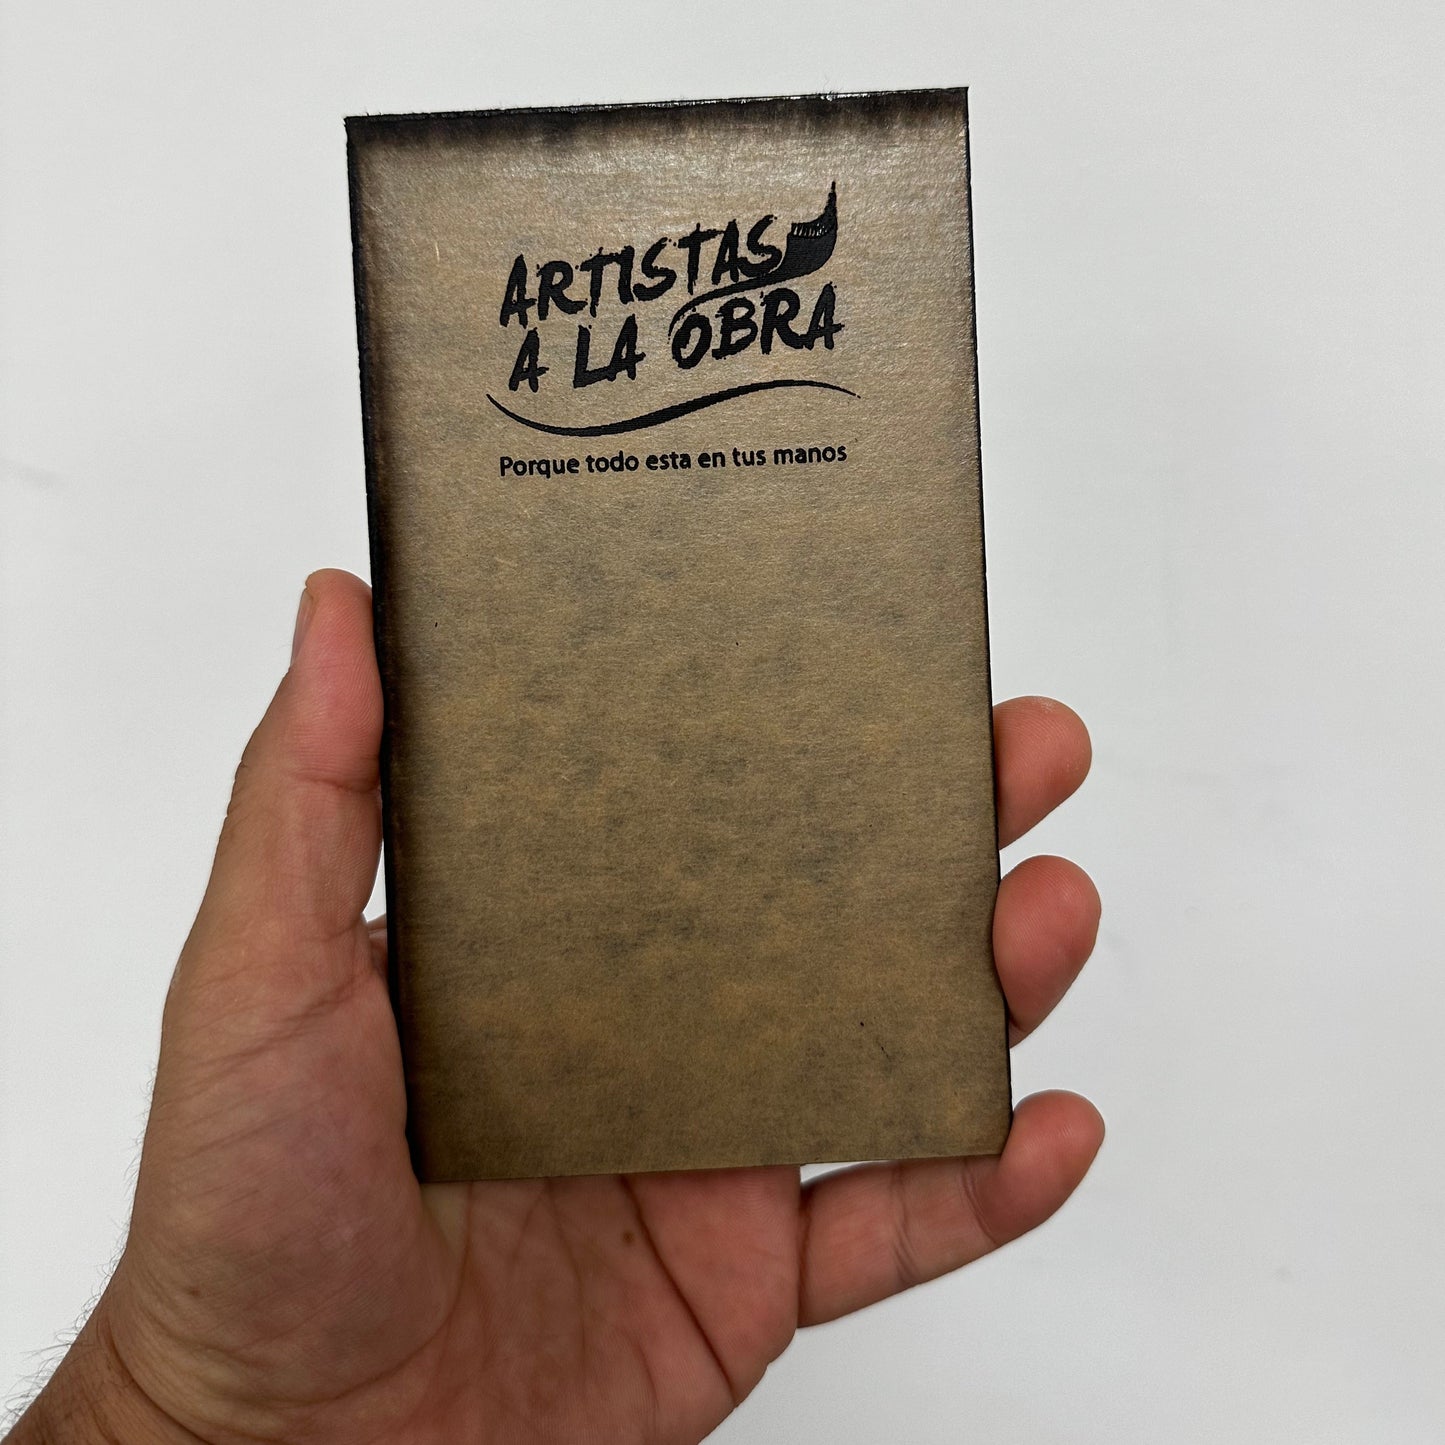 ARTISTAS
A LA OBRA
Porque todo esta en tus manos